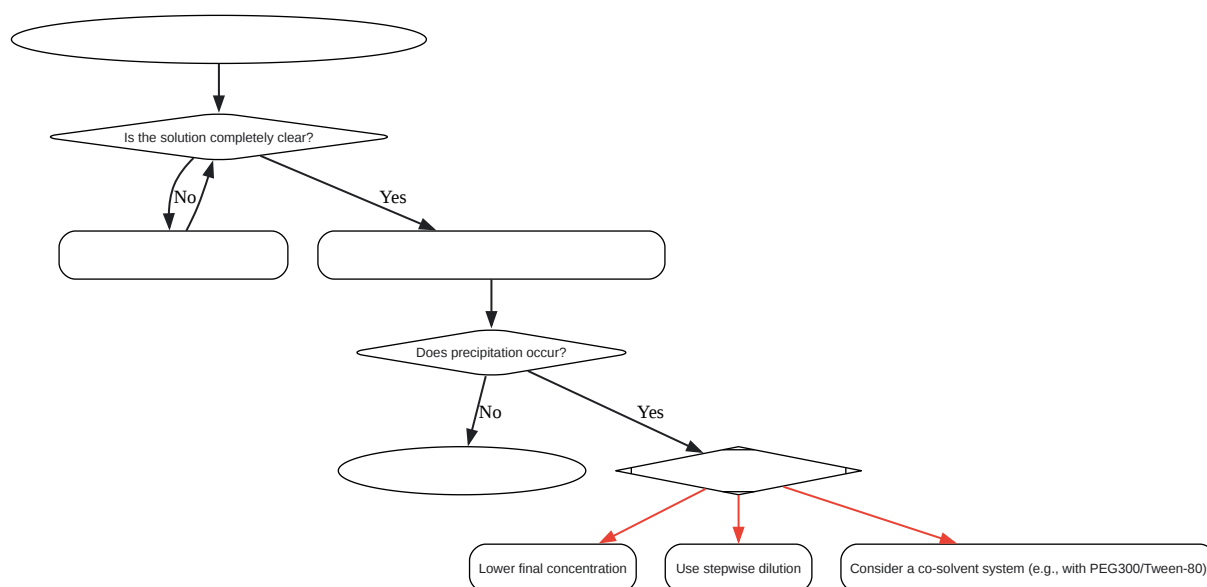 Is the solution completely clear?
No
Yes
Does precipitation occur?
No
Yes
Lower final concentration
Use stepwise dilution
Consider a co-solvent system (e.g., with PEG300/Tween-80)